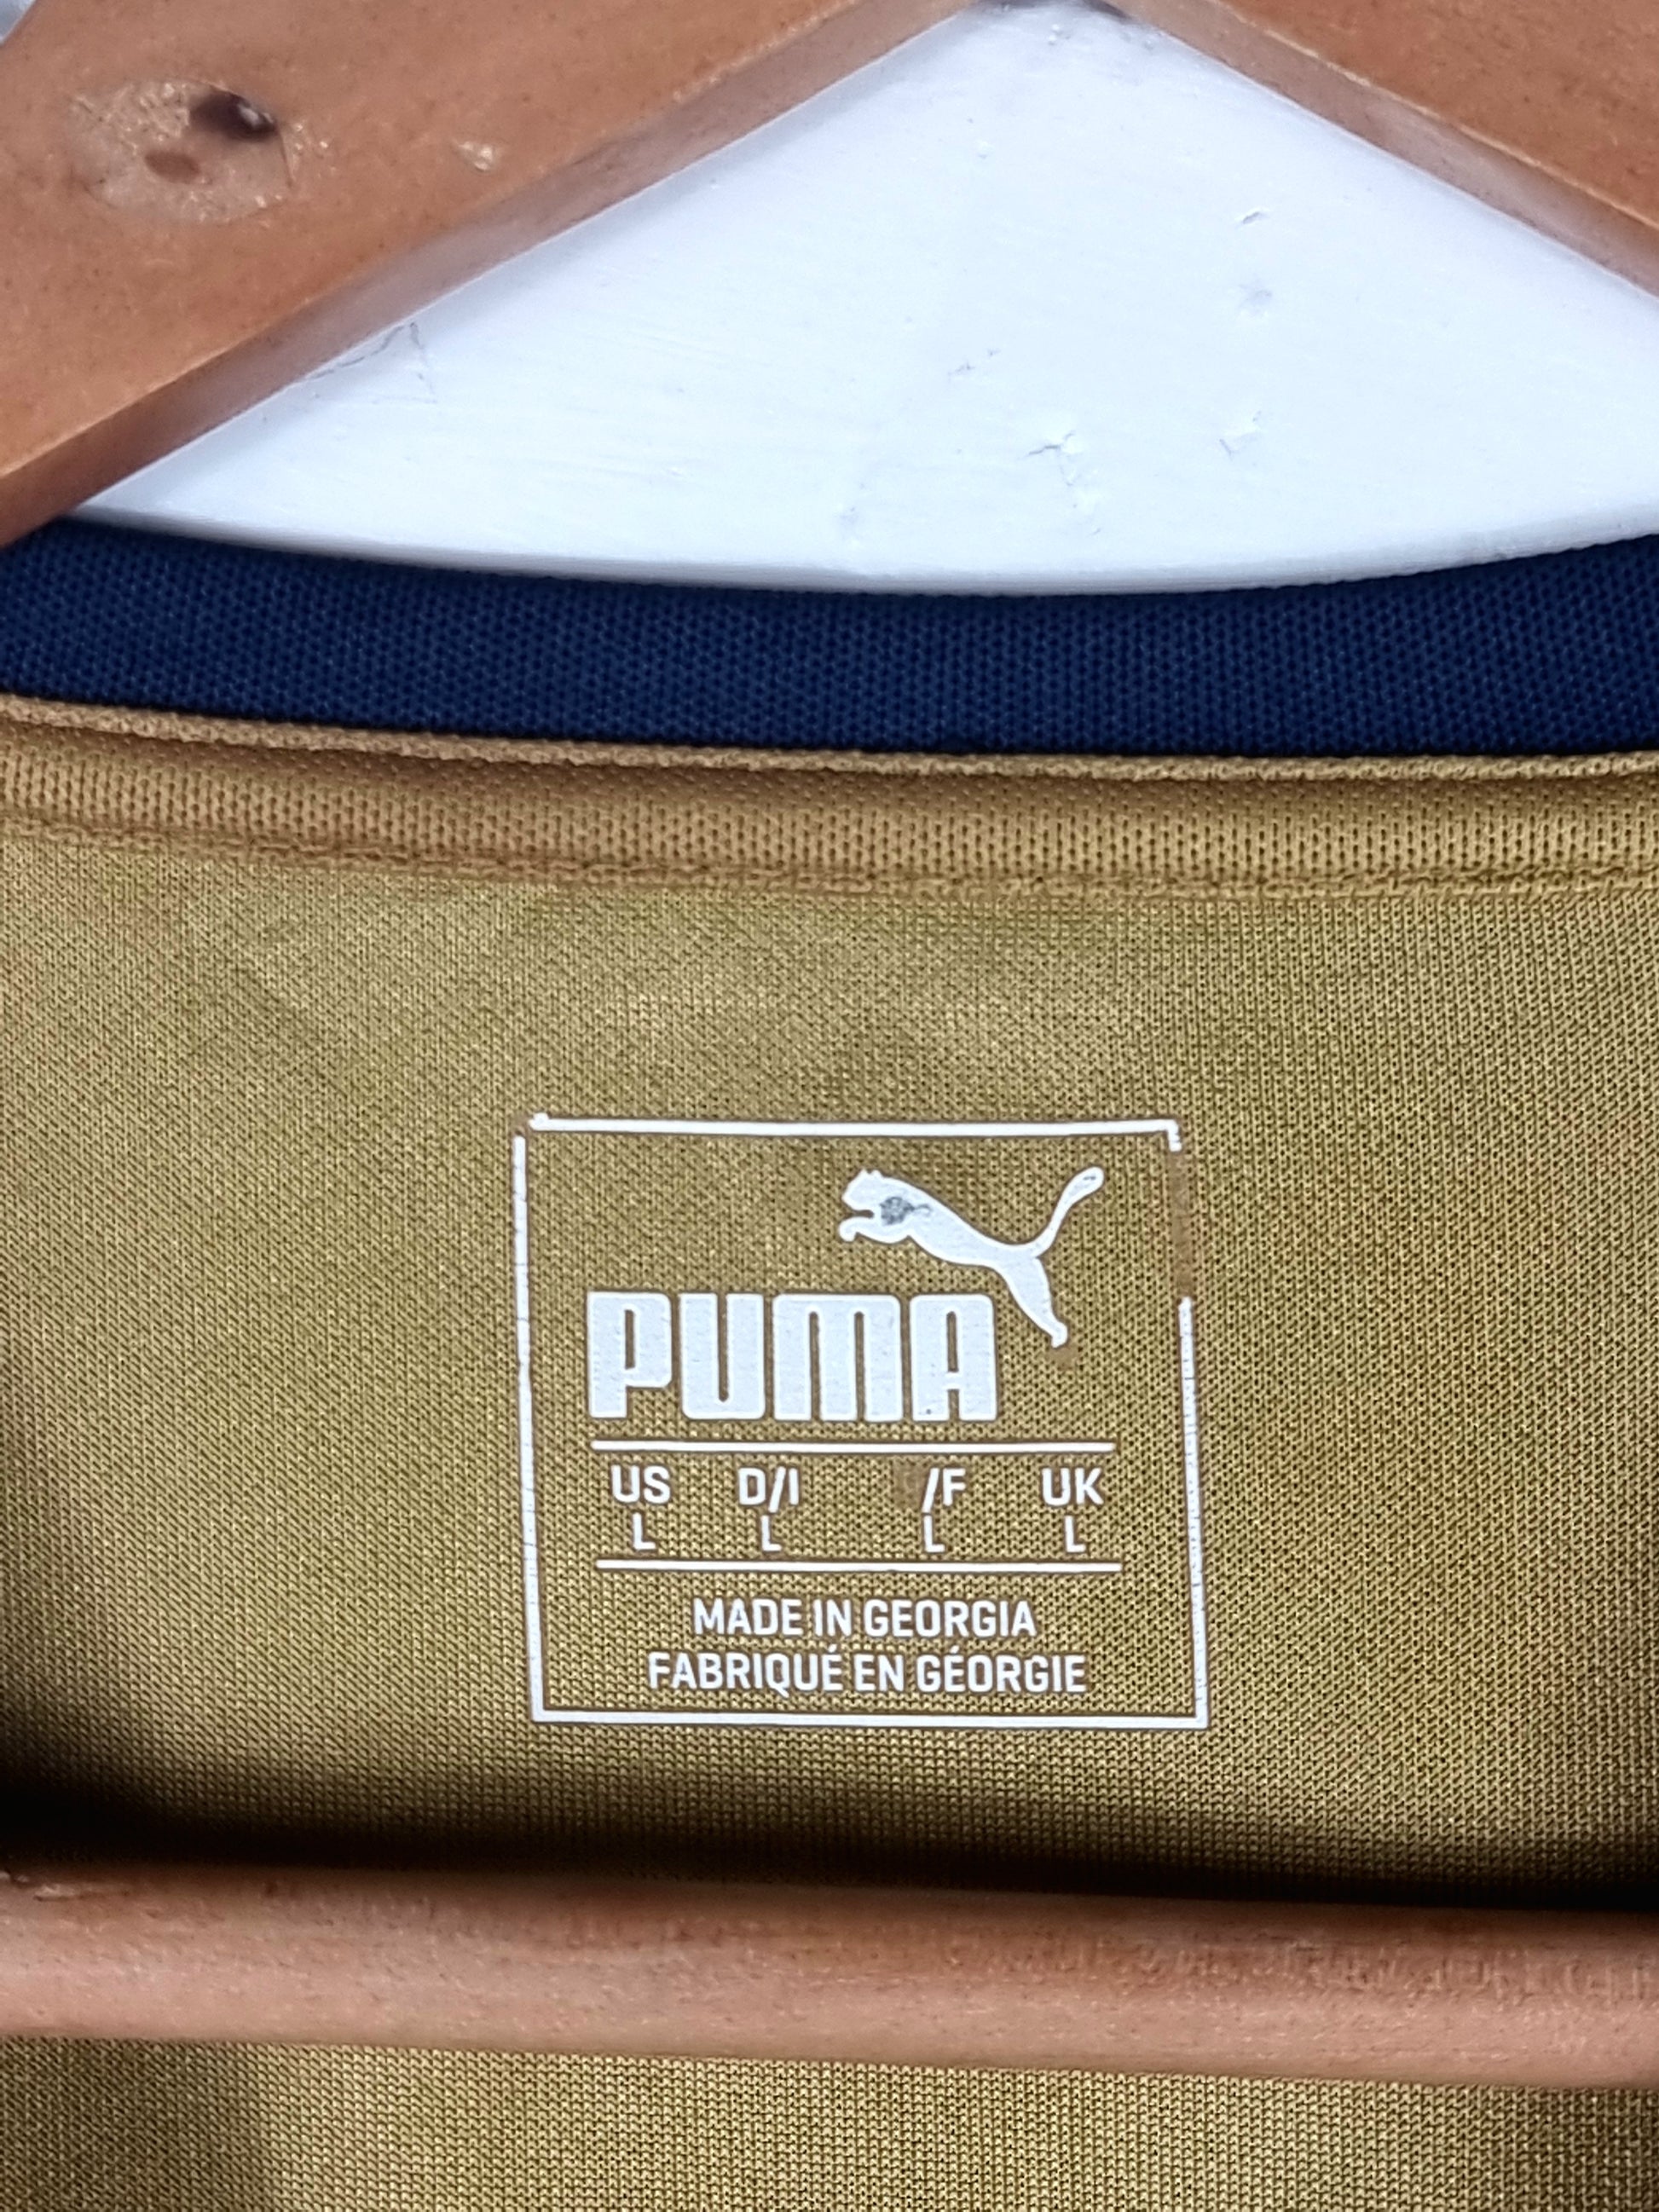 PUMA
US D/I /F UK
L L L L
MADE IN GEORGIA
FABRIQUÉ EN GÉORGIE